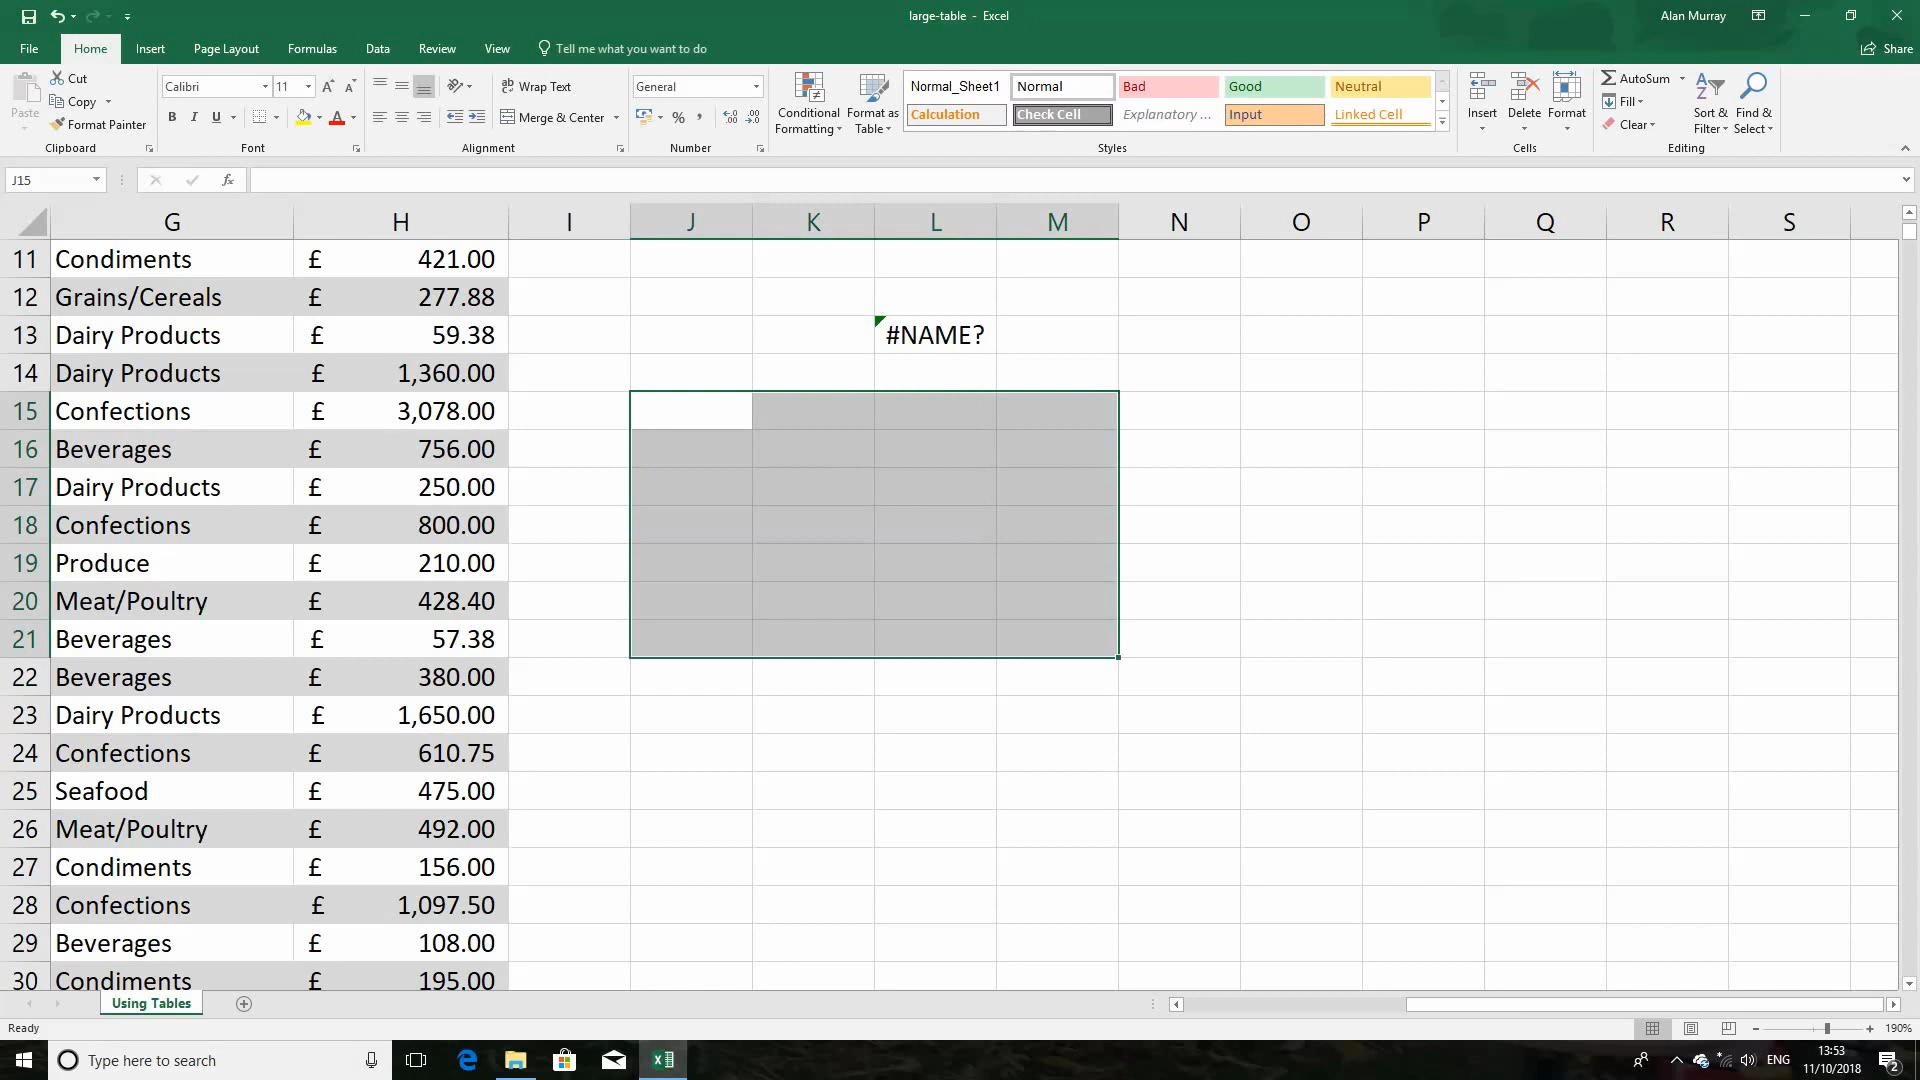 large-table - Excel
Alan Murray
File Home Insert Page Layout Formulas Data Review View Tell me what you want to do Share
Paste
Cut
Copy
Format Painter
Clipboard
Calibri 11
B I U
Font
Wrap Text
Merge & Center
Alignment
General
%
Number
Conditional Formatting
Format as Table
Normal_Sheet1 Normal Bad Good Neutral
Calculation Check Cell Explanatory ... Input Linked Cell
Styles
Insert Delete Format
Cells
AutoSum
Fill
Clear
Sort & Filter
Find & Select
Editing
J15
fx
G H I J K L M N O P Q R S
11 Condiments £ 421.00
12 Grains/Cereals £ 277.88
13 Dairy Products £ 59.38 #NAME?
14 Dairy Products £ 1,360.00
15 Confections £ 3,078.00
16 Beverages £ 756.00
17 Dairy Products £ 250.00
18 Confections £ 800.00
19 Produce £ 210.00
20 Meat/Poultry £ 428.40
21 Beverages £ 57.38
22 Beverages £ 380.00
23 Dairy Products £ 1,650.00
24 Confections £ 610.75
25 Seafood £ 475.00
26 Meat/Poultry £ 492.00
27 Condiments £ 156.00
28 Confections £ 1,097.50
29 Beverages £ 108.00
30 Condiments £ 195.00
Using Tables
Ready
190%
Type here to search
ENG
13:53
11/10/2018
2